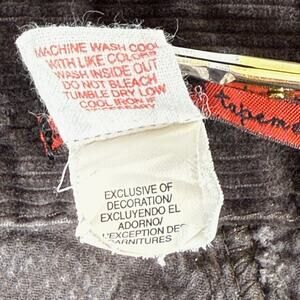 MACHINE WASH COOL
WITH LIKE COLORS
WASH INSIDE OUT
DO NOT BLEACH
TUMBLE DRY LOW
COOL IRON IF
EXCLUSIVE OF
DECORATION/
EXCLUYENDO EL
ADORNO/
L'EXCEPTION DES
GARNITURES